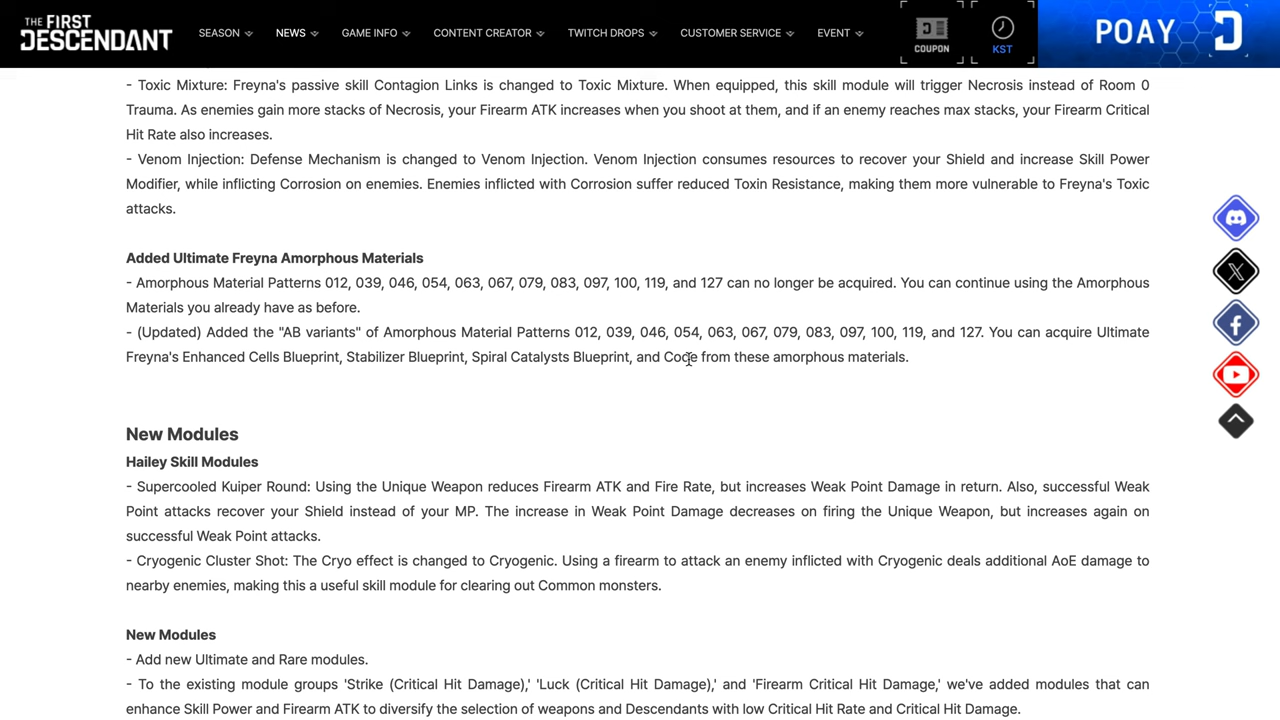 THE FIRST
DESCENDANT
SEASON NEWS GAME INFO CONTENT CREATOR TWITCH DROPS CUSTOMER SERVICE EVENT
COUPON
KST
POAY
- Toxic Mixture: Freyna's passive skill Contagion Links is changed to Toxic Mixture. When equipped, this skill module will trigger Necrosis instead of Room 0
Trauma. As enemies gain more stacks of Necrosis, your Firearm ATK increases when you shoot at them, and if an enemy reaches max stacks, your Firearm Critical
Hit Rate also increases.
- Venom Injection: Defense Mechanism is changed to Venom Injection. Venom Injection consumes resources to recover your Shield and increase Skill Power
Modifier, while inflicting Corrosion on enemies. Enemies inflicted with Corrosion suffer reduced Toxin Resistance, making them more vulnerable to Freyna's Toxic
attacks.
Added Ultimate Freyna Amorphous Materials
- Amorphous Material Patterns 012, 039, 046, 054, 063, 067, 079, 083, 097, 100, 119, and 127 can no longer be acquired. You can continue using the Amorphous
Materials you already have as before.
- (Updated) Added the "AB variants" of Amorphous Material Patterns 012, 039, 046, 054, 063, 067, 079, 083, 097, 100, 119, and 127. You can acquire Ultimate
Freyna's Enhanced Cells Blueprint, Stabilizer Blueprint, Spiral Catalysts Blueprint, and Code from these amorphous materials.
New Modules
Hailey Skill Modules
- Supercooled Kuiper Round: Using the Unique Weapon reduces Firearm ATK and Fire Rate, but increases Weak Point Damage in return. Also, successful Weak
Point attacks recover your Shield instead of your MP. The increase in Weak Point Damage decreases on firing the Unique Weapon, but increases again on
successful Weak Point attacks.
- Cryogenic Cluster Shot: The Cryo effect is changed to Cryogenic. Using a firearm to attack an enemy inflicted with Cryogenic deals additional AoE damage to
nearby enemies, making this a useful skill module for clearing out Common monsters.
New Modules
- Add new Ultimate and Rare modules.
- To the existing module groups 'Strike (Critical Hit Damage),' 'Luck (Critical Hit Damage),' and 'Firearm Critical Hit Damage,' we've added modules that can
enhance Skill Power and Firearm ATK to diversify the selection of weapons and Descendants with low Critical Hit Rate and Critical Hit Damage.